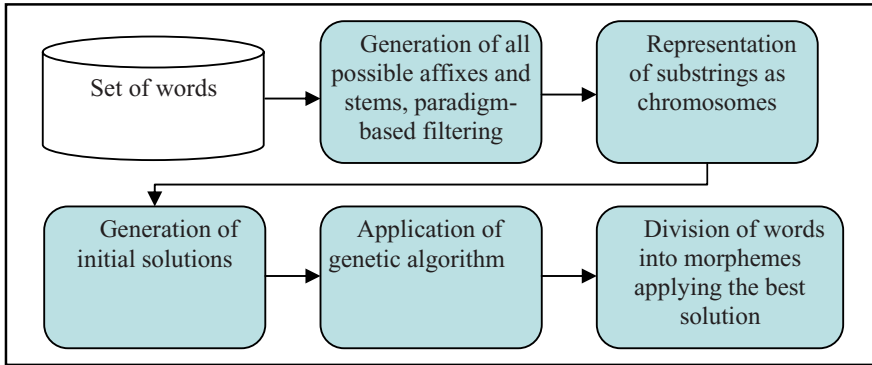 Set of words
Generation of all
possible affixes and
stems, paradigm-
based filtering
Representation
of substrings as
chromosomes
Generation of
initial solutions
Application of
genetic algorithm
Division of words
into morphemes
applying the best
solution